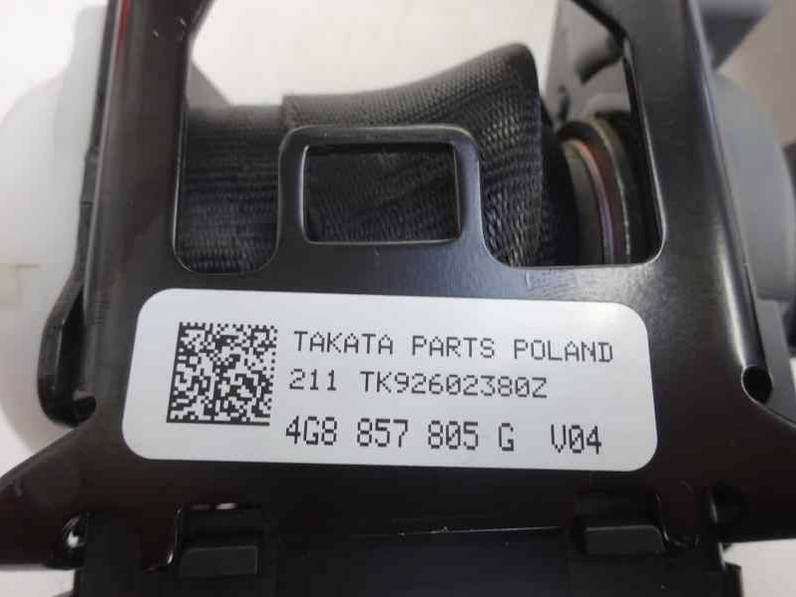 TAKATA PARTS POLAND
211 TK92602380Z
4G8 857 805 G V04